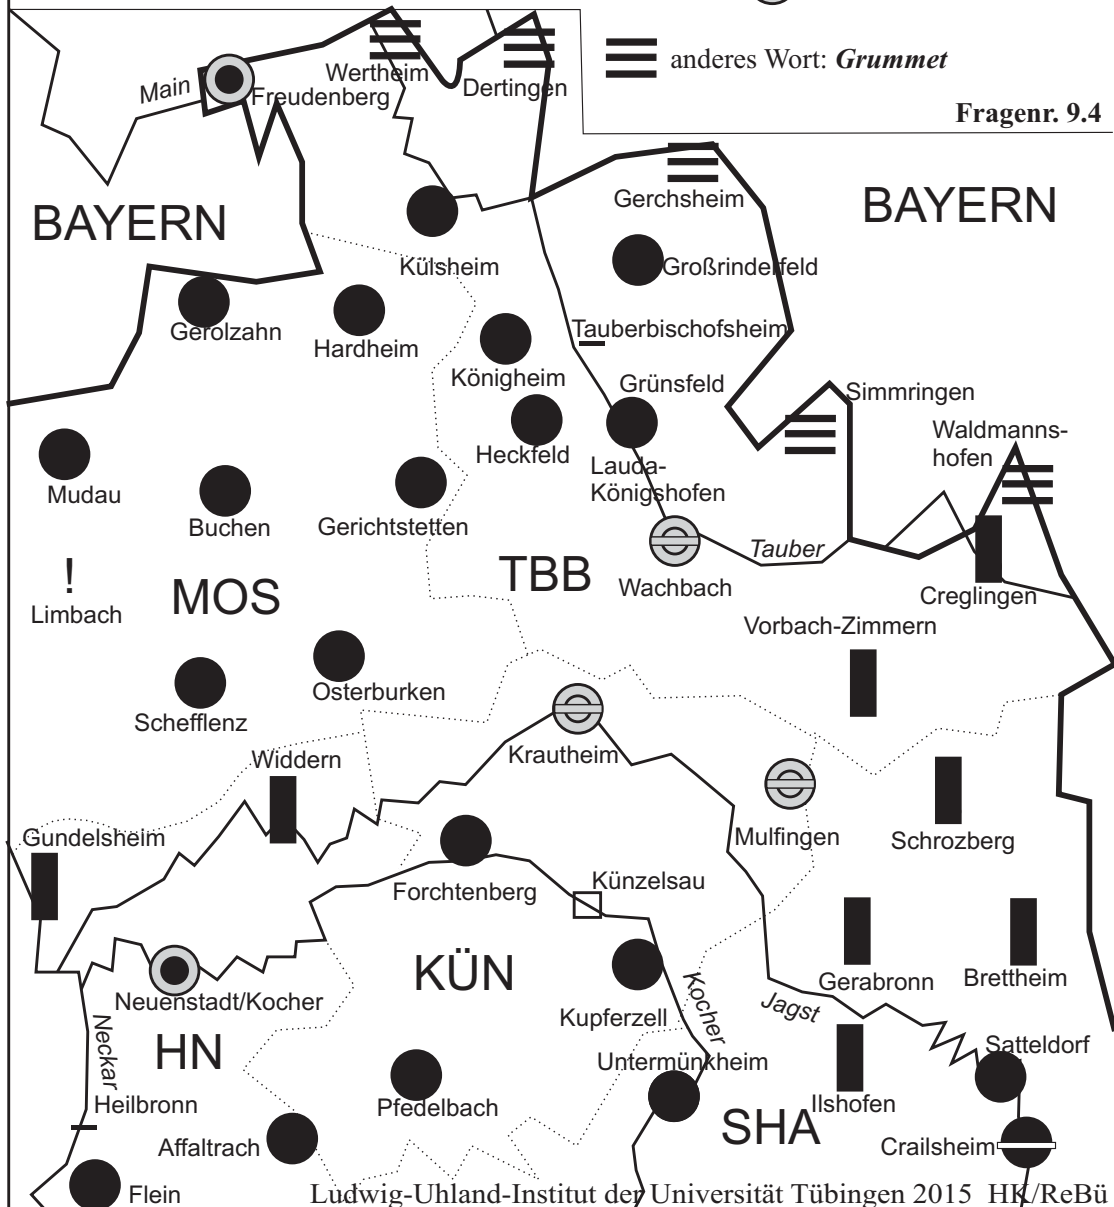 anderes Wort: Grummet
Fragenr. 9.4
Main
Freudenberg
Wertheim
Dertingen
Gerchsheim
BAYERN
BAYERN
Külsheim
Großrinderfeld
Gerolzahn
Hardheim
Königheim
Tauberbischofsheim
Grünsfeld
Simmringen
Heckfeld
Waldmanns-
hofen
Mudau
Buchen
Gerichtstetten
Lauda-
Königshofen
!
Limbach
MOS
TBB
Wachbach
Tauber
Creglingen
Vorbach-Zimmern
Osterburken
Schefflenz
Widdern
Krautheim
Gundelsheim
Mulfingen
Schrozberg
Forchtenberg
Künzelsau
KÜN
Neuenstadt/Kocher
Kupferzell
Kocher
Jagst
Gerabronn
Brettheim
Neckar
HN
Untermünkheim
Satteldorf
Heilbronn
Pfedelbach
Ilshofen
SHA
Affaltrach
Crailsheim
Flein
Ludwig-Uhland-Institut der Universität Tübingen 2015 HK/ReBü